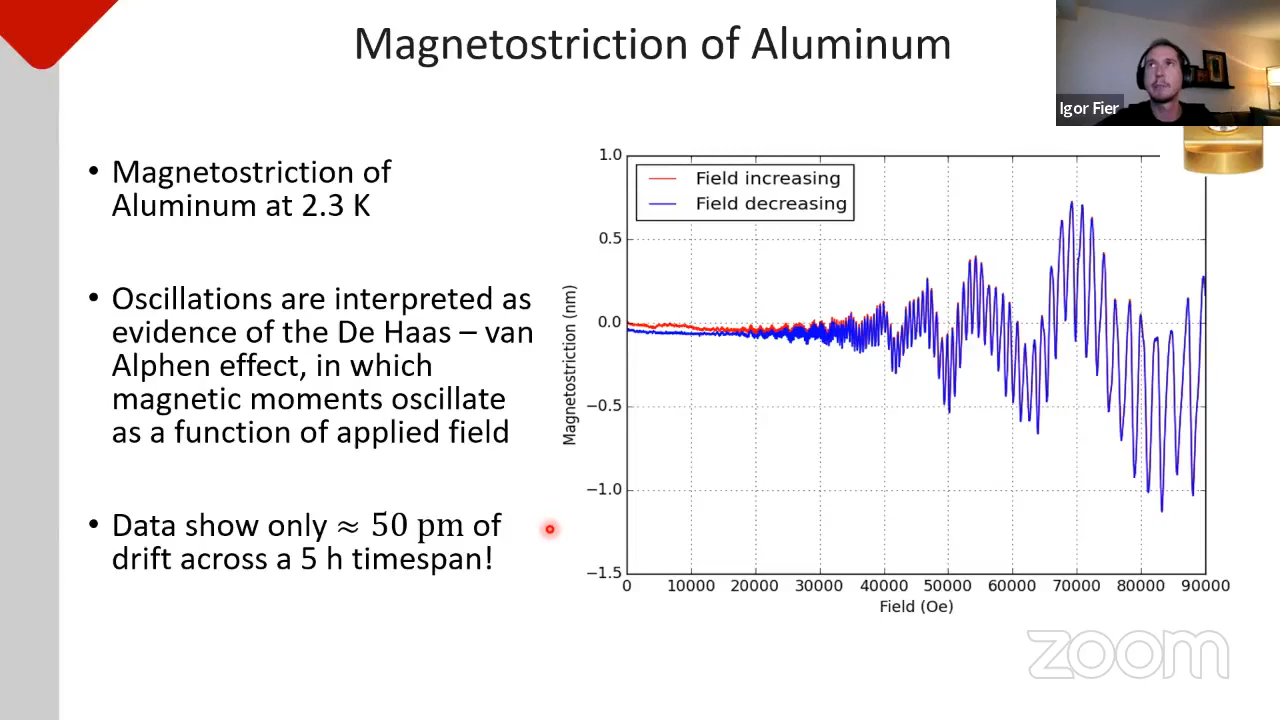 Magnetostriction of Aluminum
Igor Fier
• Magnetostriction of
Aluminum at 2.3 K
• Oscillations are interpreted as
evidence of the De Haas – van
Alphen effect, in which
magnetic moments oscillate
as a function of applied field
• Data show only ≈ 50 pm of
drift across a 5 h timespan!
Field increasing
Field decreasing
Magnetostriction (nm)
1.0
0.5
0.0
−0.5
−1.0
−1.5
0 10000 20000 30000 40000 50000 60000 70000 80000 90000
Field (Oe)
zoom